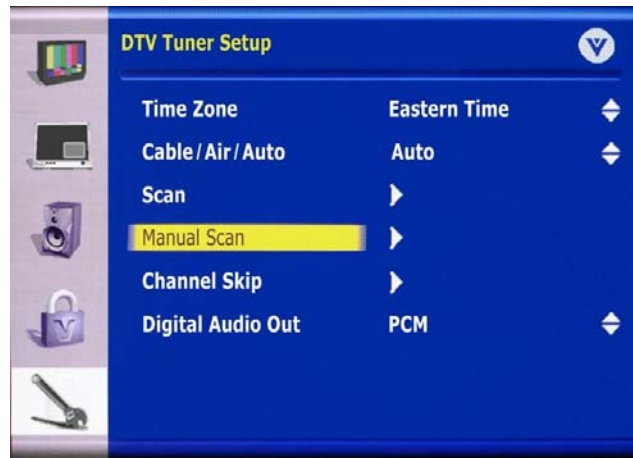 DTV Tuner Setup
Time Zone Eastern Time
Cable/Air/Auto Auto
Scan
Manual Scan
Channel Skip
Digital Audio Out PCM